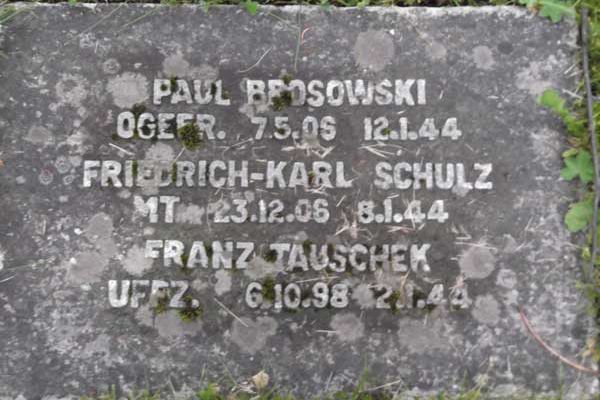 PAUL BROSOWSKI
OGEFR. 7.5.06 12.1.44
FRIEDRICH-KARL SCHULZ
MT. 23.12.06 8.1.44
FRANZ TAUSCHEK
UFFZ. 6.10.98 2.1.44